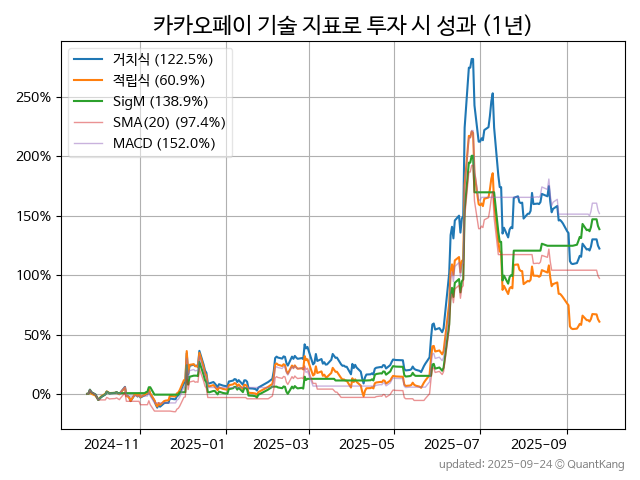 카카오페이 기술 지표로 투자 시 성과 (1년)
거치식 (122.5%)
적립식 (60.9%)
SigM (138.9%)
SMA(20) (97.4%)
MACD (152.0%)
250%
200%
150%
100%
50%
0%
2024-11 2025-01 2025-03 2025-05 2025-07 2025-09
updated: 2025-09-24 © QuantKang